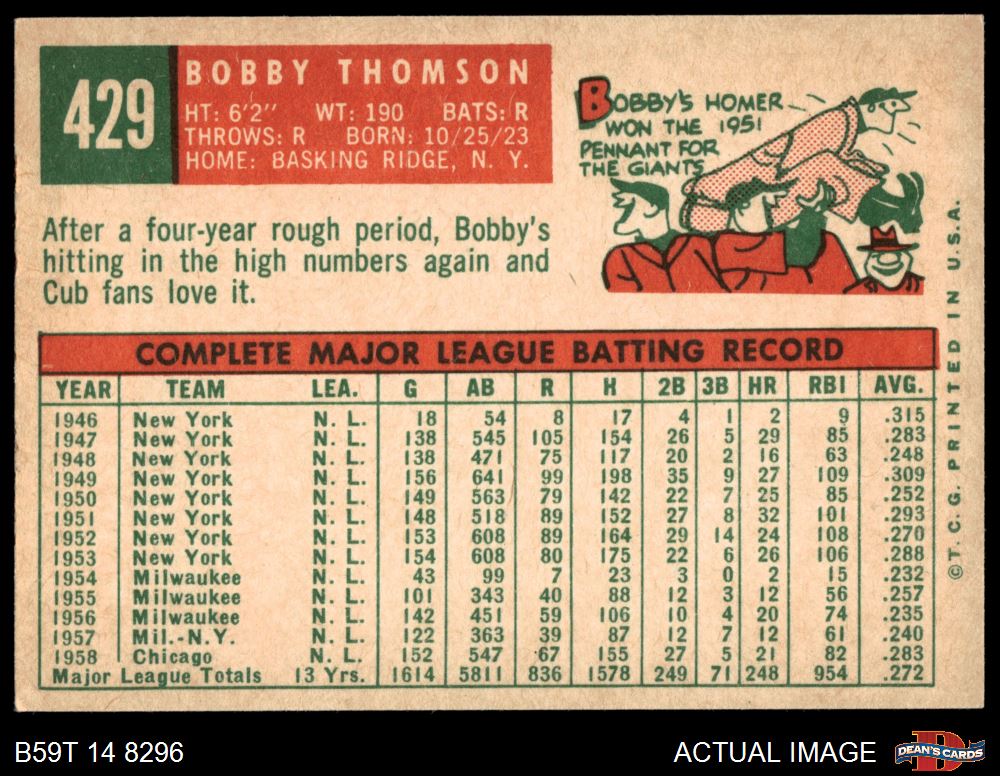 429
BOBBY THOMSON
HT: 6'2" WT: 190 BATS: R
THROWS: R BORN: 10/25/23
HOME: BASKING RIDGE, N. Y.
BOBBY'S HOMER
WON THE 1951
PENNANT FOR
THE GIANTS
After a four-year rough period, Bobby's
hitting in the high numbers again and
Cub fans love it.
COMPLETE MAJOR LEAGUE BATTING RECORD
YEAR TEAM LEA. G AB R H 2B 3B HR RBI AVG.
1946 New York N. L. 18 54 8 17 4 1 2 9 .315
1947 New York N. L. 138 545 105 154 26 5 29 85 .283
1948 New York N. L. 138 471 75 117 20 2 16 63 .248
1949 New York N. L. 156 641 99 198 35 9 27 109 .309
1950 New York N. L. 149 563 79 142 22 7 25 85 .252
1951 New York N. L. 148 518 89 152 27 8 32 101 .293
1952 New York N. L. 153 608 89 164 29 14 24 108 .270
1953 New York N. L. 154 608 80 175 22 6 26 106 .288
1954 Milwaukee N. L. 43 99 7 23 3 0 2 15 .232
1955 Milwaukee N. L. 101 343 40 88 12 3 12 56 .257
1956 Milwaukee N. L. 142 451 59 106 10 4 20 74 .235
1957 Mil.-N.Y. N. L. 122 363 39 87 12 7 12 61 .240
1958 Chicago N. L. 152 547 67 155 27 5 21 82 .283
Major League Totals 13 Yrs. 1614 5811 836 1578 249 71 248 954 .272
© T. C. G. PRINTED IN U.S.A.
B59T 14 8296
ACTUAL IMAGE
DEAN'S CARDS